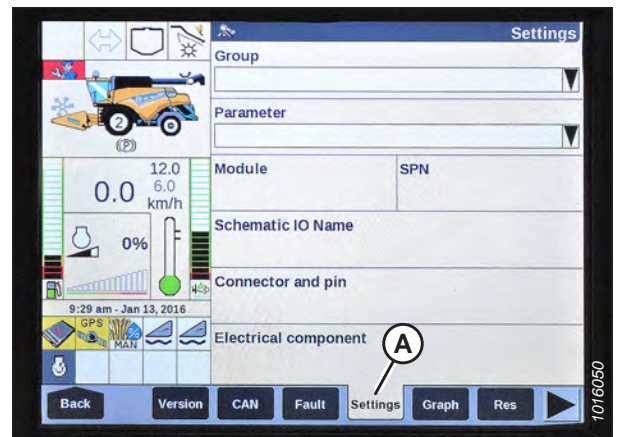 Settings
Group
Parameter
2
(P)
12.0
0.0
6.0
km/h
Module
SPN
0%
Schematic IO Name
Connector and pin
9:29 am - Jan 13, 2016
GPS
MAN
Electrical component
A
Back
Version
CAN
Fault
Settings
Graph
Res
1016050